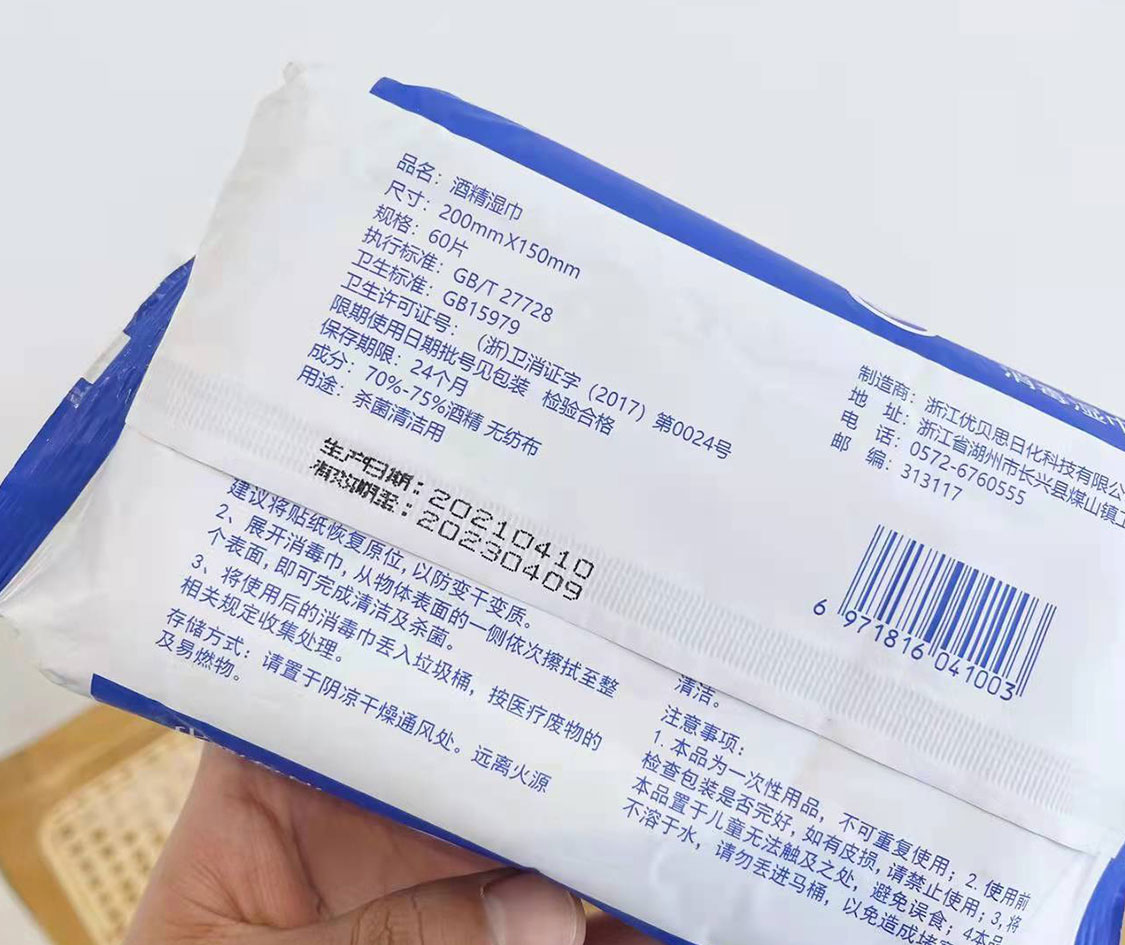 品名：酒精湿巾
尺寸：200mmX150mm
规格：60片
执行标准：GB/T 27728
卫生标准：GB15979
卫生许可证号：（浙）卫消证字（2017）第0024号
限期使用日期批号见包装 检验合格
保存期限：24个月
成分：70%-75%酒精 无纺布
用途：杀菌清洁用
制造商：浙江优贝思日化科技有限公
地 址：浙江省湖州市长兴县煤山镇
电 话：0572-6760555
邮 编：313117
生产日期：20210410
有效期至：20230409
6 971816 041003
建议将贴纸恢复原位，以防变干变质。
2、展开消毒巾，从物体表面的一侧依次擦拭至整
个表面，即可完成清洁及杀菌。
3、将使用后的消毒巾丢入垃圾桶，按医疗废物的
相关规定收集处理。
存储方式：请置于阴凉干燥通风处。远离火源
及易燃物。
清洁。
注意事项：
1.本品为一次性用品，不可重复使用；2.使用前
检查包装是否完好，如有皮损，请禁止使用；3,将
本品置于儿童无法触及之处，避免误食；4本品
不溶于水，请勿丢进马桶，以免造成堵